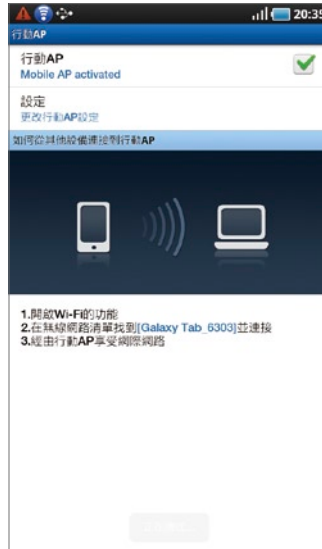 20:35
行動AP
行動AP
Mobile AP activated
設定
更改行動AP設定
如何從其他設備連接到行動AP
1.開啟Wi-Fi的功能
2.在無線網路清單找到[Galaxy Tab_6303]並連接
3.經由行動AP享受網際網路